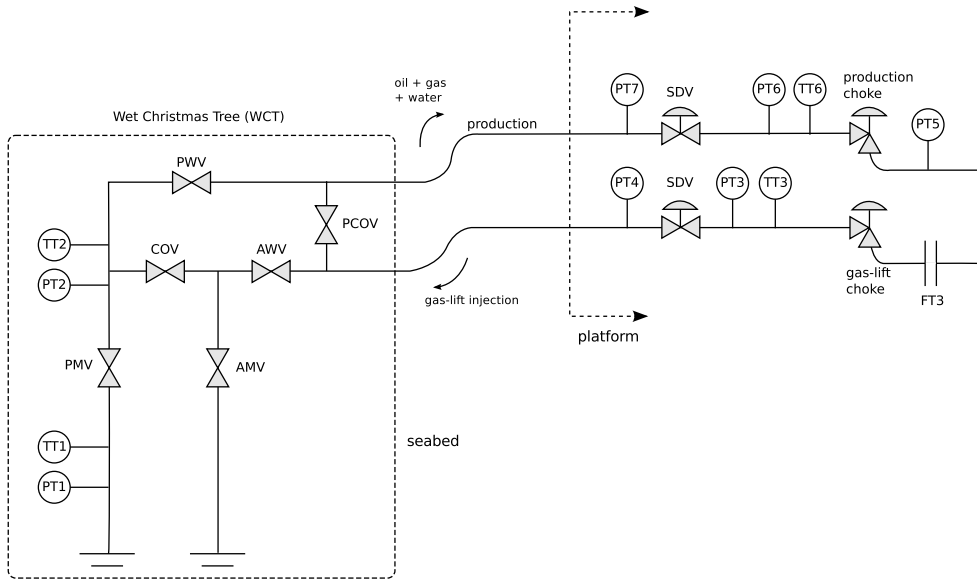 oil + gas
+ water
production
choke
PT7
SDV
PT6
TT6
PT5
Wet Christmas Tree (WCT)
production
PWV
PT4
SDV
PT3
TT3
PCOV
TT2
COV
AWV
PT2
gas-lift injection
gas-lift
choke
FT3
platform
PMV
AMV
seabed
TT1
PT1